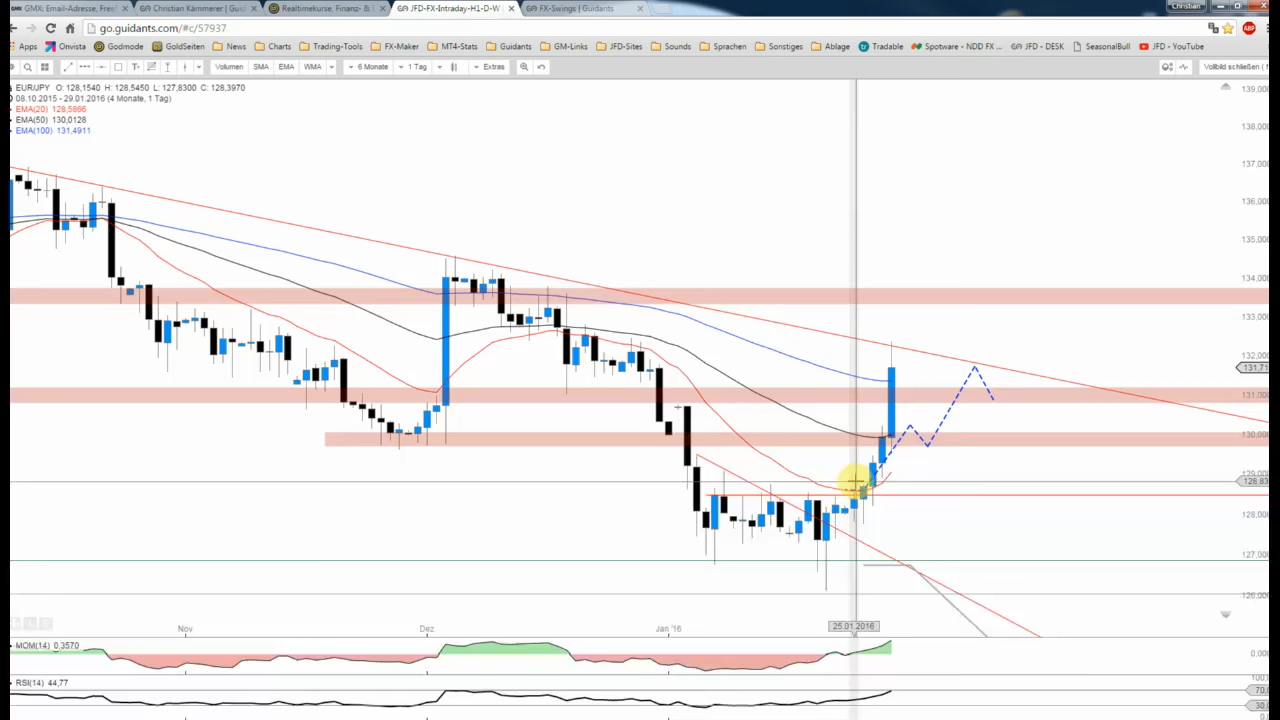 GMX: Email-Adresse, Fre
Christian Kämmerer | Gui
Realtimekurse, Finanz- &
JFD-FX-Intraday-H1-D-W
FX-Swings | Guidants
Christian
go.guidants.com/#c/57937
Apps Onvista Godmode GoldSeiten News Charts Trading-Tools FX-Maker MT4-Stats Guidants GM-Links JFD-Sites Sounds Sprachen Sonstiges Ablage Tradable Spotware - NDD FX ... JFD - DESK SeasonalBull JFD - YouTube
Volumen SMA EMA WMA 6 Monate 1 Tag Extras Vollbild schließen (
EUR/JPY O: 128,1540 H: 128,5450 L: 127,8300 C: 128,3970
08.10.2015 - 29.01.2016 (4 Monate, 1 Tag)
EMA(20) 128,5866
EMA(50) 130,0128
EMA(100) 131,4911
139,000
138,000
137,000
136,000
135,000
134,000
133,000
132,000
131,71
131,000
130,000
129,000
128,83
128,000
127,000
126,000
Nov Dez Jan '16 25.01.2016
MOM(14) 0,3570
0,000
RSI(14) 44,77
100,
70,
30,